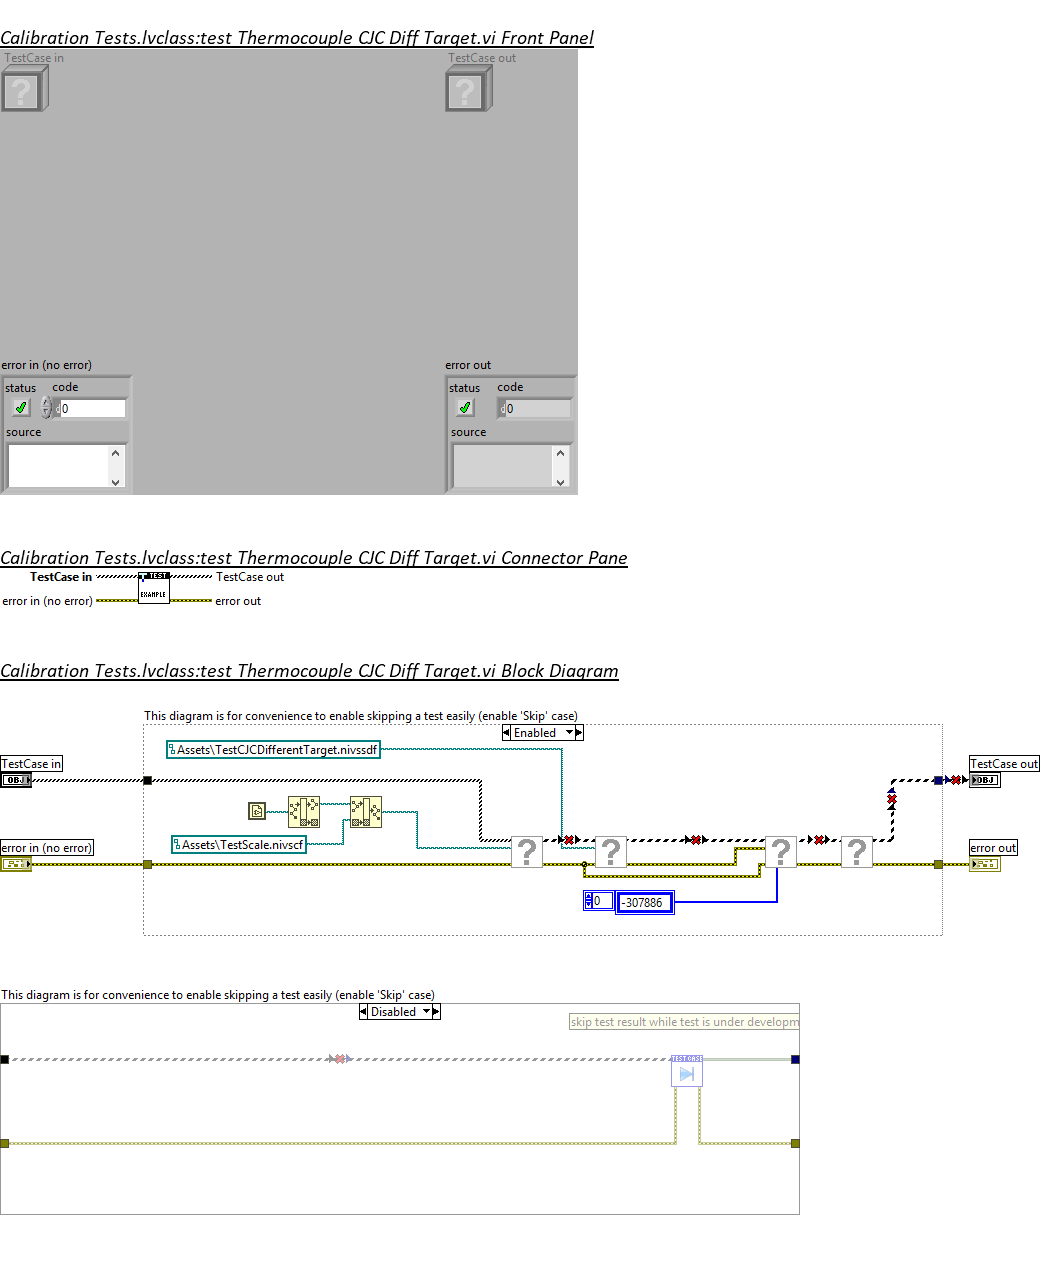 Calibration Tests.lvclass:test Thermocouple CJC Diff Target.vi Front Panel
TestCase in
TestCase out
?
?
error in (no error)
error out
status
code
status
code
0
0
source
source
Calibration Tests.lvclass:test Thermocouple CJC Diff Target.vi Connector Pane
TestCase in
TestCase out
TEST
EXAMPLE
error in (no error)
error out
Calibration Tests.lvclass:test Thermocouple CJC Diff Target.vi Block Diagram
This diagram is for convenience to enable skipping a test easily (enable 'Skip' case)
Enabled
Assets\TestCJCDifferentTarget.nivssdf
TestCase in
TestCase out
OBJ
OBJ
Assets\TestScale.nivscf
error in (no error)
error out
?
?
?
?
0
-307886
This diagram is for convenience to enable skipping a test easily (enable 'Skip' case)
Disabled
skip test result while test is under developm
TEST CASE